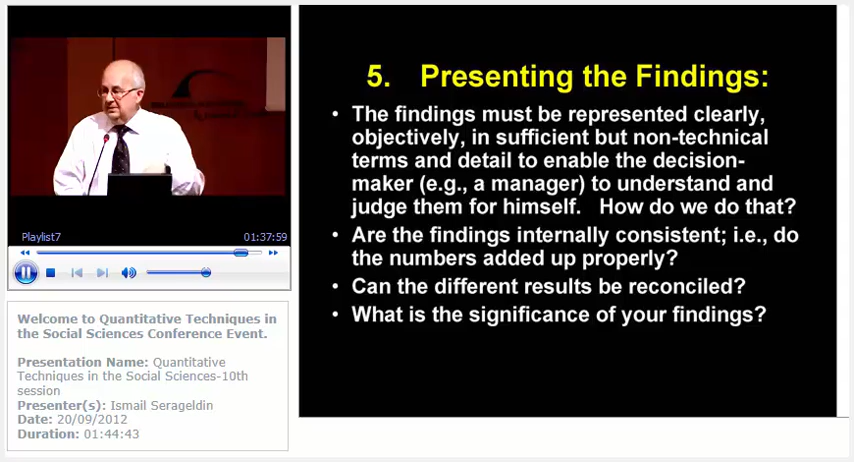 Playlist7
01:37:59
Welcome to Quantitative Techniques in
the Social Sciences Conference Event.
Presentation Name: Quantitative
Techniques in the Social Sciences-10th
session
Presenter(s): Ismail Serageldin
Date: 20/09/2012
Duration: 01:44:43
5. Presenting the Findings:
• The findings must be represented clearly,
objectively, in sufficient but non-technical
terms and detail to enable the decision-
maker (e.g., a manager) to understand and
judge them for himself. How do we do that?
• Are the findings internally consistent; i.e., do
the numbers added up properly?
• Can the different results be reconciled?
• What is the significance of your findings?